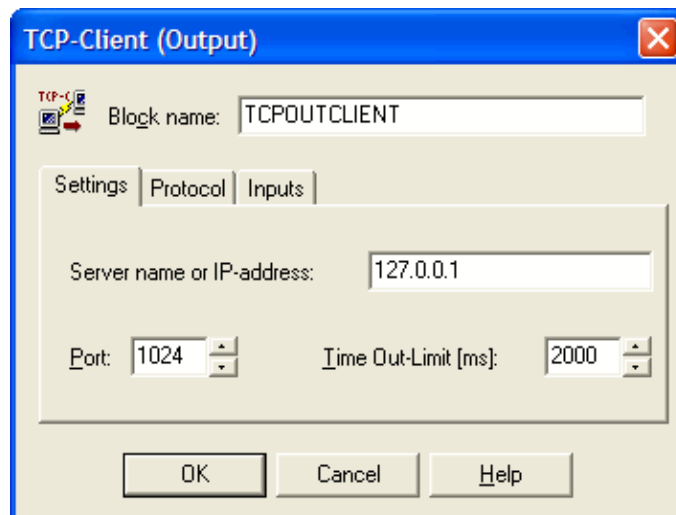 TCP-Client (Output)
TCP-C
Block name: TCPOUTCLIENT
Settings Protocol Inputs
Server name or IP-address: 127.0.0.1
Port: 1024 Time Out-Limit [ms]: 2000
OK Cancel Help